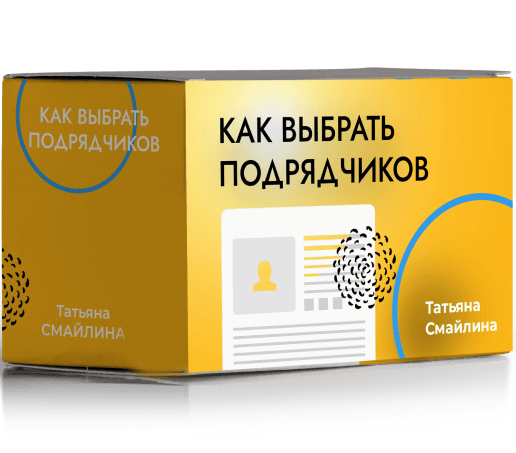 КАК ВЫБРАТЬ
ПОДРЯДЧИКОВ
Татьяна
СМАЙЛИНА
КАК ВЫБРАТЬ
ПОДРЯДЧИКОВ
Татьяна
Смайлина